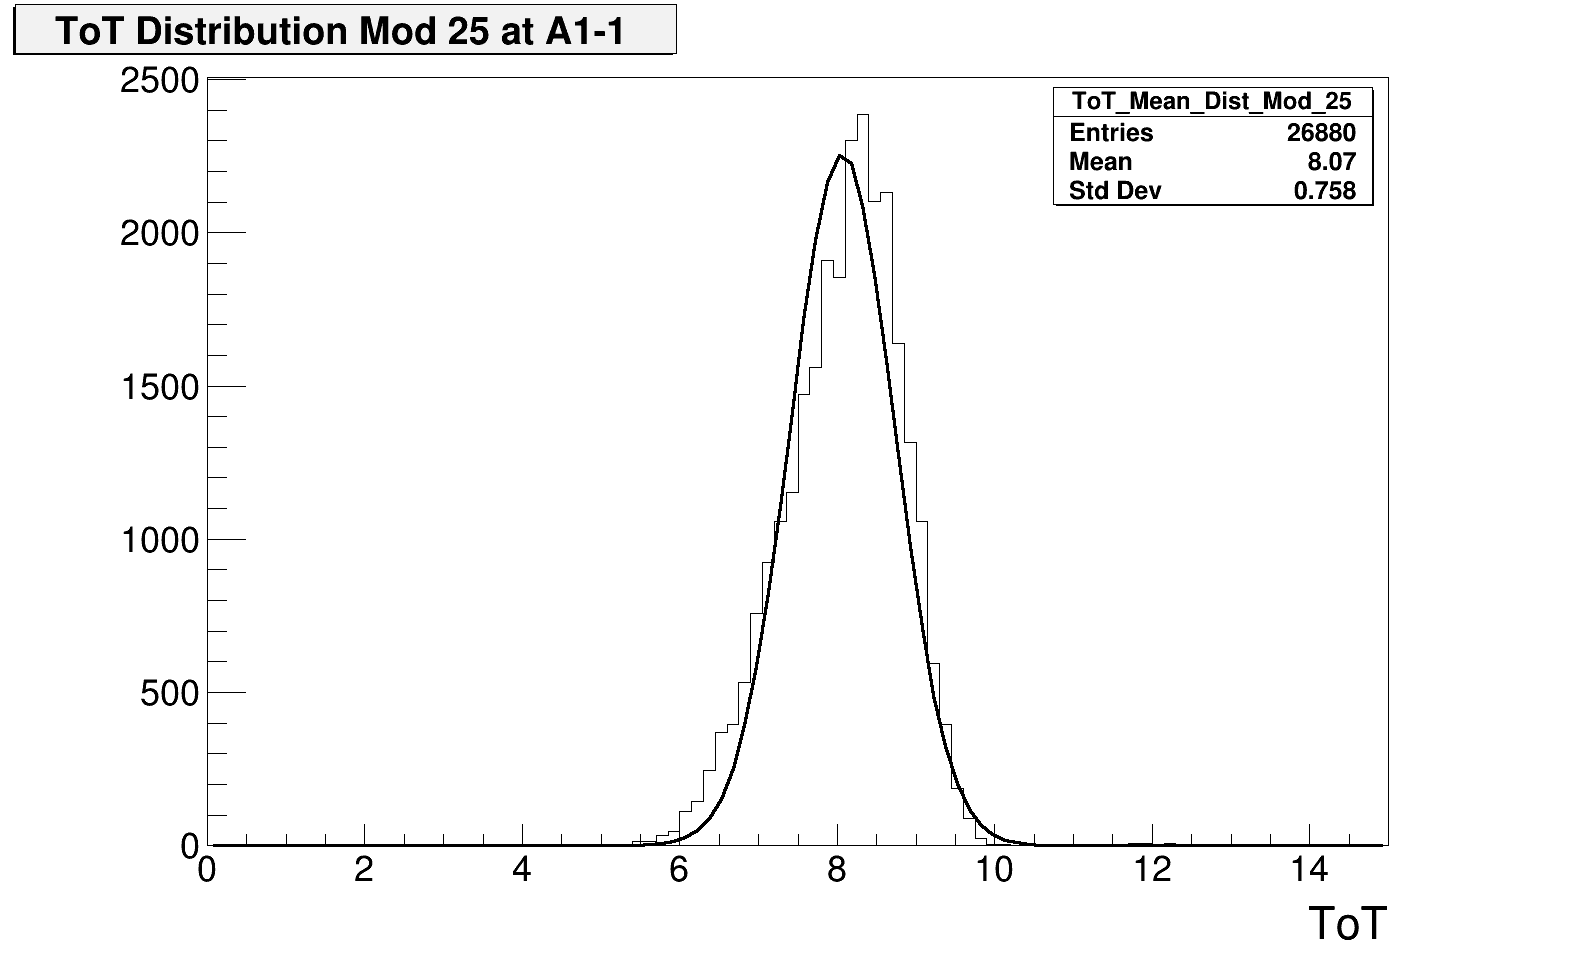 ToT Distribution Mod 25 at A1-1
ToT_Mean_Dist_Mod_25
Entries 26880
Mean 8.07
Std Dev 0.758
2500
2000
1500
1000
500
0
0 2 4 6 8 10 12 14
ToT